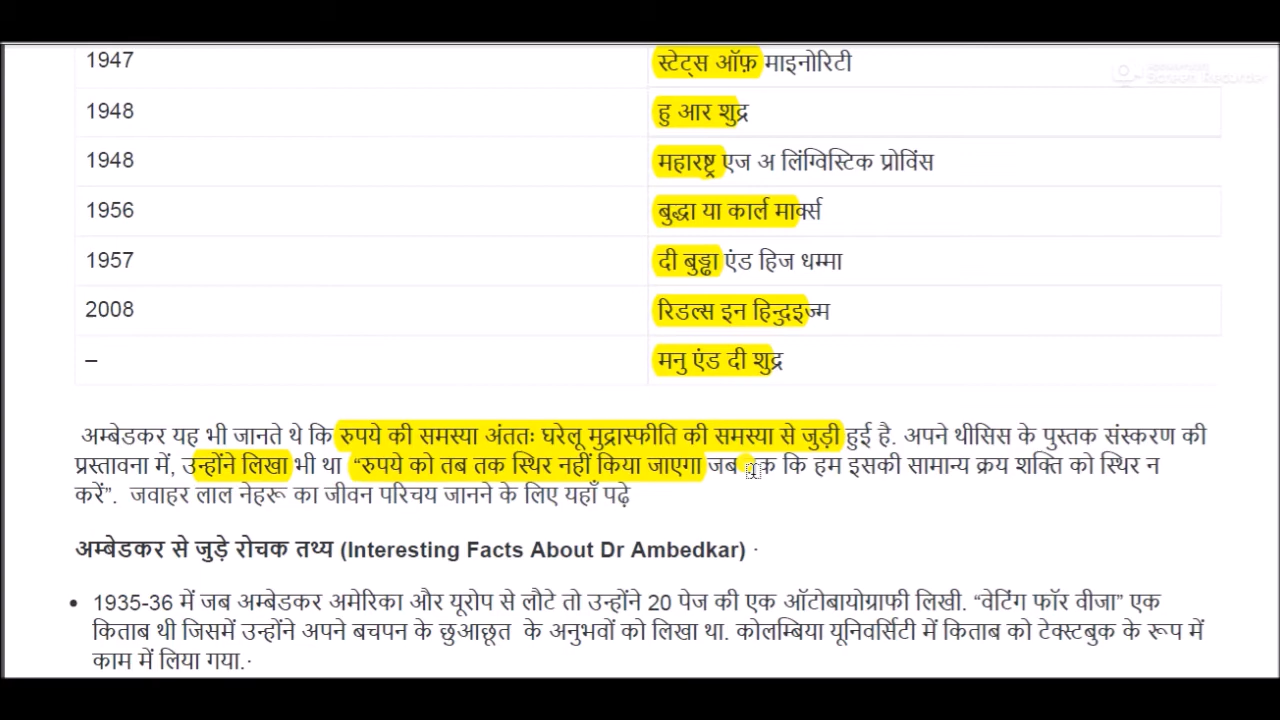 1947 स्टेट्स ऑफ़ माइनोरिटी
1948 हु आर शुद्र
1948 महाराष्ट्र एज अ लिंग्विस्टिक प्रोविंस
1956 बुद्धा या कार्ल मार्क्स
1957 दी बुड्ढा एंड हिज धम्मा
2008 रिडल्स इन हिन्दुइज्म
– मनु एंड दी शुद्र
अम्बेडकर यह भी जानते थे कि रुपये की समस्या अंततः घरेलू मुद्रास्फीति की समस्या से जुड़ी हुई है. अपने थीसिस के पुस्तक संस्करण की
प्रस्तावना में, उन्होंने लिखा भी था “रुपये को तब तक स्थिर नहीं किया जाएगा जब तक कि हम इसकी सामान्य क्रय शक्ति को स्थिर न
करें”. जवाहर लाल नेहरू का जीवन परिचय जानने के लिए यहाँ पढ़े
अम्बेडकर से जुड़े रोचक तथ्य (Interesting Facts About Dr Ambedkar) ·
• 1935-36 में जब अम्बेडकर अमेरिका और यूरोप से लौटे तो उन्होंने 20 पेज की एक ऑटोबायोग्राफी लिखी. “वेटिंग फॉर वीजा” एक
किताब थी जिसमें उन्होंने अपने बचपन के छुआछूत के अनुभवों को लिखा था. कोलम्बिया यूनिवर्सिटी में किताब को टेक्स्टबुक के रूप में
काम में लिया गया.·
Screen Recorder